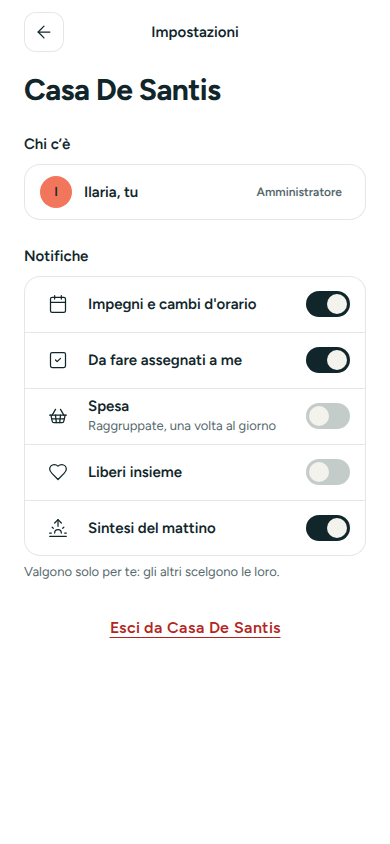 Impostazioni
Casa De Santis
Chi c'è
I
Ilaria, tu
Amministratore
Notifiche
Impegni e cambi d'orario
Da fare assegnati a me
Spesa
Raggruppate, una volta al giorno
Liberi insieme
Sintesi del mattino
Valgono solo per te: gli altri scelgono le loro.
Esci da Casa De Santis